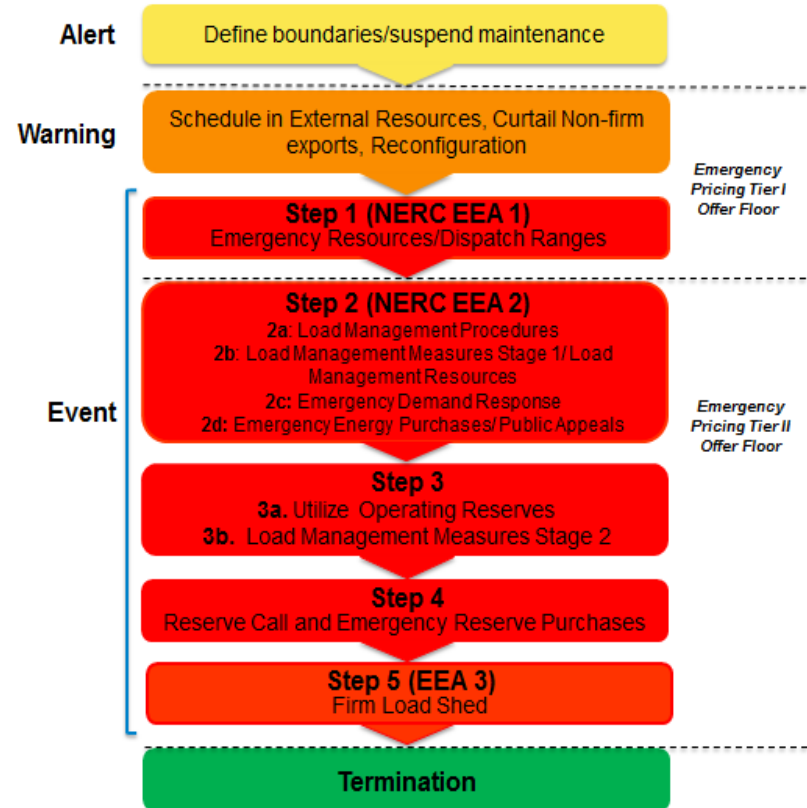 Alert
Define boundaries/suspend maintenance
Warning
Schedule in External Resources, Curtail Non-firm
exports, Reconfiguration
Emergency
Pricing Tier I
Offer Floor
Step 1 (NERC EEA 1)
Emergency Resources/Dispatch Ranges
Event
Step 2 (NERC EEA 2)
2a: Load Management Procedures
2b: Load Management Measures Stage 1/ Load
Management Resources
2c: Emergency Demand Response
2d: Emergency Energy Purchases/ Public Appeals
Emergency
Pricing Tier II
Offer Floor
Step 3
3a. Utilize Operating Reserves
3b. Load Management Measures Stage 2
Step 4
Reserve Call and Emergency Reserve Purchases
Step 5 (EEA 3)
Firm Load Shed
Termination